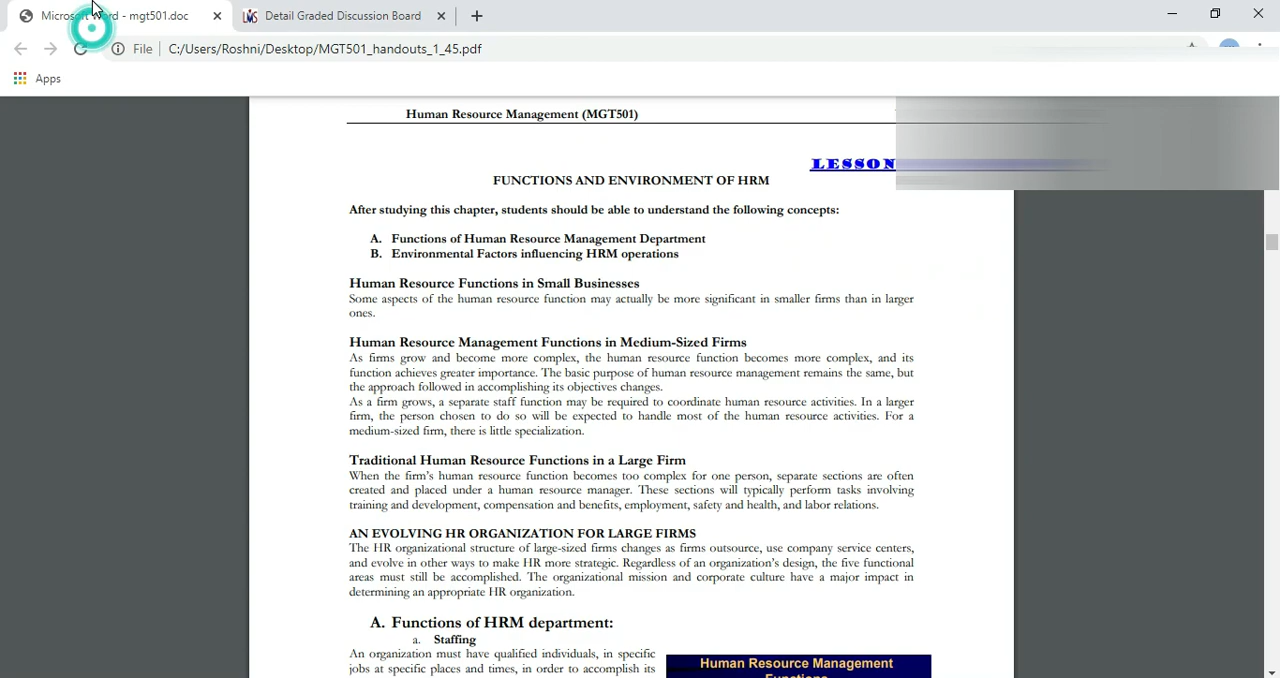 Microsoft Word - mgt501.doc
Detail Graded Discussion Board
File
C:/Users/Roshni/Desktop/MGT501_handouts_1_45.pdf
Apps
Human Resource Management (MGT501)
LESSON
FUNCTIONS AND ENVIRONMENT OF HRM
After studying this chapter, students should be able to understand the following concepts:
A. Functions of Human Resource Management Department
B. Environmental Factors influencing HRM operations
Human Resource Functions in Small Businesses
Some aspects of the human resource function may actually be more significant in smaller firms than in larger
ones.
Human Resource Management Functions in Medium-Sized Firms
As firms grow and become more complex, the human resource function becomes more complex, and its
function achieves greater importance. The basic purpose of human resource management remains the same, but
the approach followed in accomplishing its objectives changes.
As a firm grows, a separate staff function may be required to coordinate human resource activities. In a larger
firm, the person chosen to do so will be expected to handle most of the human resource activities. For a
medium-sized firm, there is little specialization.
Traditional Human Resource Functions in a Large Firm
When the firm's human resource function becomes too complex for one person, separate sections are often
created and placed under a human resource manager. These sections will typically perform tasks involving
training and development, compensation and benefits, employment, safety and health, and labor relations.
AN EVOLVING HR ORGANIZATION FOR LARGE FIRMS
The HR organizational structure of large-sized firms changes as firms outsource, use company service centers,
and evolve in other ways to make HR more strategic. Regardless of an organization's design, the five functional
areas must still be accomplished. The organizational mission and corporate culture have a major impact in
determining an appropriate HR organization.
A. Functions of HRM department:
a. Staffing
An organization must have qualified individuals, in specific
jobs at specific places and times, in order to accomplish its
Human Resource Management
Functions